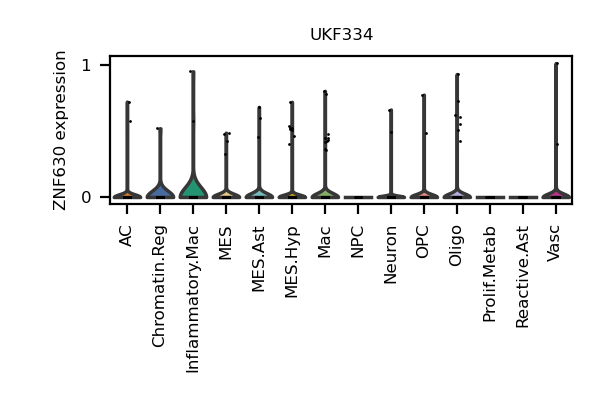 UKF334
ZNF630 expression
1
0
AC
Chromatin.Reg
Inflammatory.Mac
MES
MES.Ast
MES.Hyp
Mac
NPC
Neuron
OPC
Oligo
Prolif.Metab
Reactive.Ast
Vasc